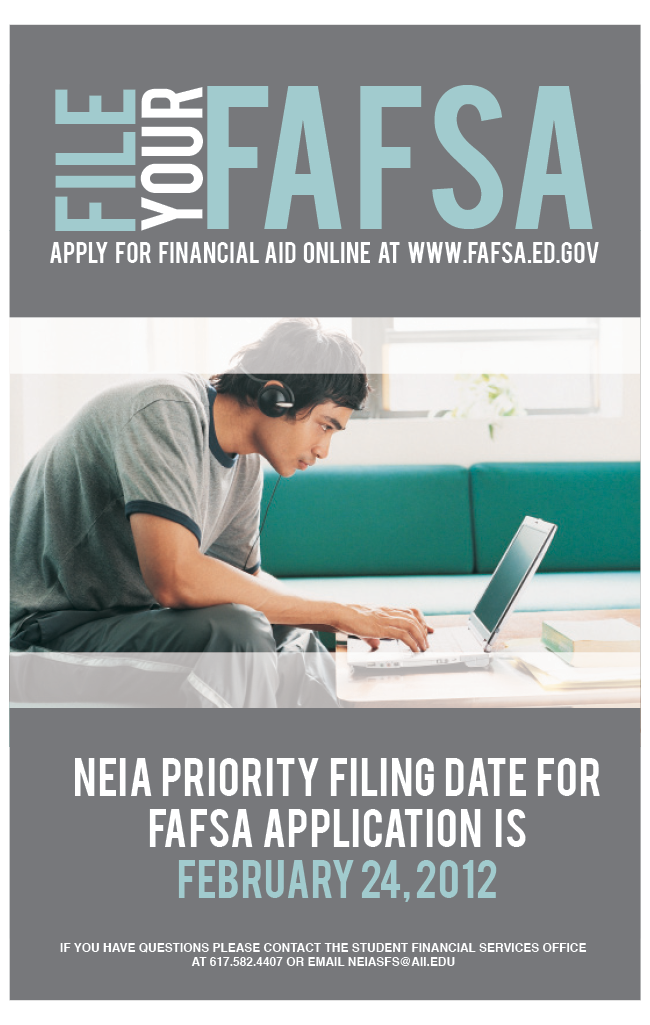 FILE YOUR FAFSA
APPLY FOR FINANCIAL AID ONLINE AT WWW.FAFSA.ED.GOV
NEIA PRIORITY FILING DATE FOR
FAFSA APPLICATION IS
FEBRUARY 24, 2012
IF YOU HAVE QUESTIONS PLEASE CONTACT THE STUDENT FINANCIAL SERVICES OFFICE
AT 617.582.4407 OR EMAIL NEIASFS@AII.EDU